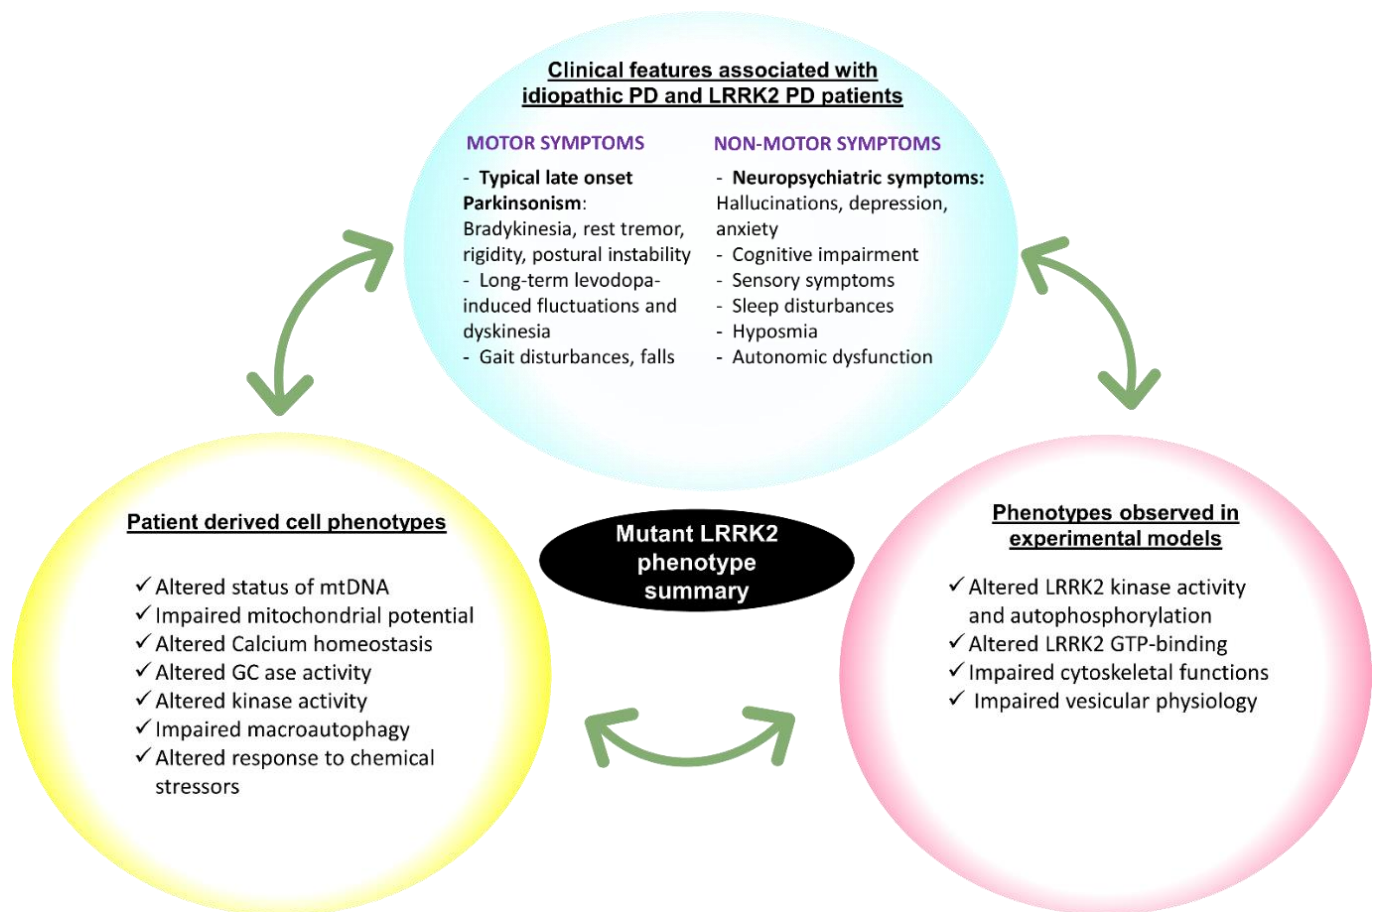 Clinical features associated with
idiopathic PD and LRRK2 PD patients
MOTOR SYMPTOMS
- Typical late onset
Parkinsonism:
Bradykinesia, rest tremor,
rigidity, postural instability
- Long-term levodopa-
induced fluctuations and
dyskinesia
- Gait disturbances, falls
NON-MOTOR SYMPTOMS
- Neuropsychiatric symptoms:
Hallucinations, depression,
anxiety
- Cognitive impairment
- Sensory symptoms
- Sleep disturbances
- Hyposmia
- Autonomic dysfunction
Patient derived cell phenotypes
✓ Altered status of mtDNA
✓ Impaired mitochondrial potential
✓ Altered Calcium homeostasis
✓ Altered GC ase activity
✓ Altered kinase activity
✓ Impaired macroautophagy
✓ Altered response to chemical
stressors
Mutant LRRK2
phenotype
summary
Phenotypes observed in
experimental models
✓ Altered LRRK2 kinase activity
and autophosphorylation
✓ Altered LRRK2 GTP-binding
✓ Impaired cytoskeletal functions
✓ Impaired vesicular physiology